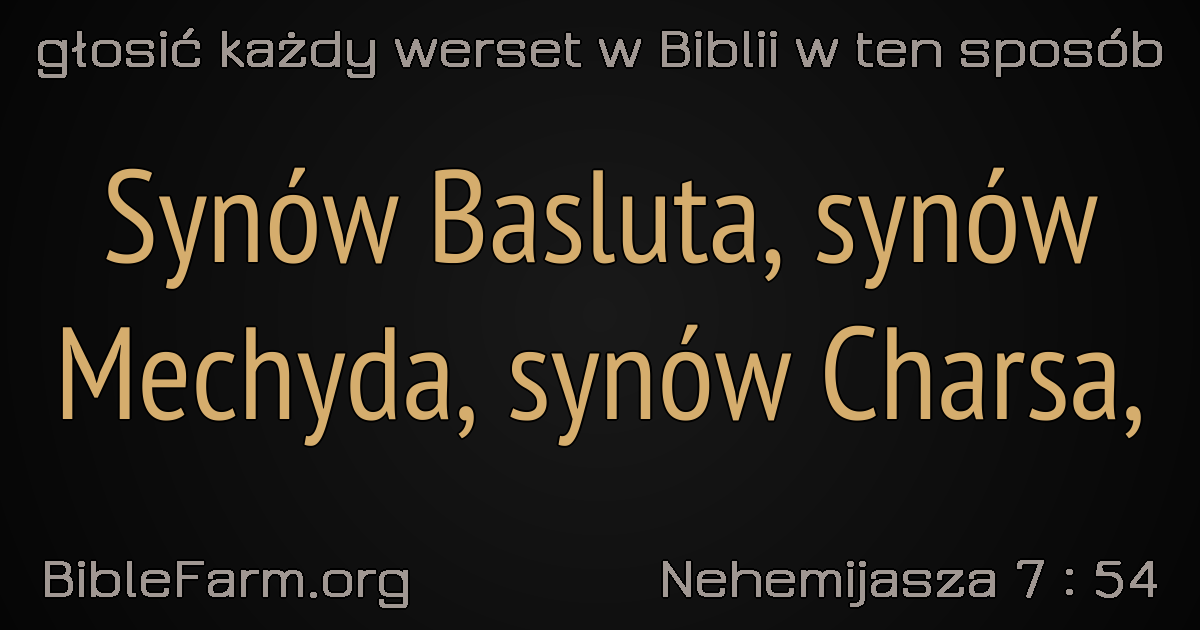 głosić każdy werset w Biblii w ten sposób
Synów Basluta, synów
Mechyda, synów Charsa,
BibleFarm.org
Nehemijasza 7 : 54